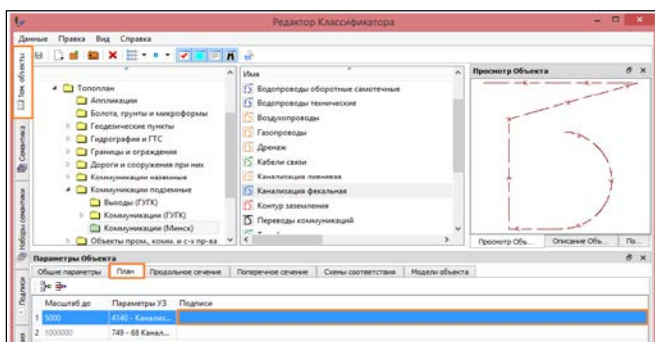 Редактор Классификатора
Данные Правка Вид Справка
Тем. объекты
Семантика
Наборы семантики
Подписи
Топоплан
Аппликации
Болота, грунты и микроформы
Геодезические пункты
Гидрография и ГТС
Границы и ограждения
Дороги и сооружения при них
Коммуникации наземные
Коммуникации подземные
Выходы (ГУГК)
Коммуникации (ГУГК)
Коммуникации (Минск)
Объекты пром., комм. и с-х пр-ва
Имя
Водопроводы оборотные самотечные
Водопроводы технические
Воздухопроводы
Газопроводы
Дренаж
Кабели связи
Канализация ливневая
Канализация фекальная
Контур заземления
Переводы коммуникаций
Просмотр Объекта
Просмотр Объ... Описание Объ... По...
Параметры Объекта
Общие параметры План Продольное сечение Поперечное сечение Схемы соответствия Модели объекта
Масштаб до Параметры УЗ Подписи
1 5000 4140 - Канализ...
2 1000000 749 - 68 Канал...